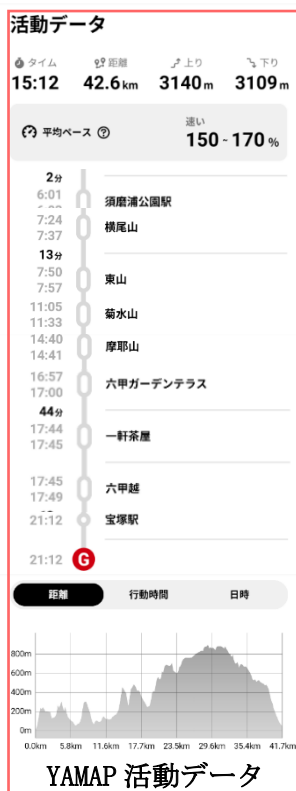 活動データ
タイム 距離 上り 下り
15:12 42.6 km 3140 m 3109 m
平均ペース ? 速い 150 ~ 170 %
2分
6:01 須磨浦公園駅
7:24 横尾山
7:37
13分
7:50 東山
7:57
11:05 菊水山
11:33
14:40 摩耶山
14:41
16:57 六甲ガーデンテラス
17:00
44分
17:44 一軒茶屋
17:45
17:45 六甲越
17:49
21:12 宝塚駅
21:12 G
距離 行動時間 日時
800m
600m
400m
200m
0m
0.0km 5.8km 11.6km 17.7km 23.5km 29.6km 35.4km 41.7km
YAMAP 活動データ